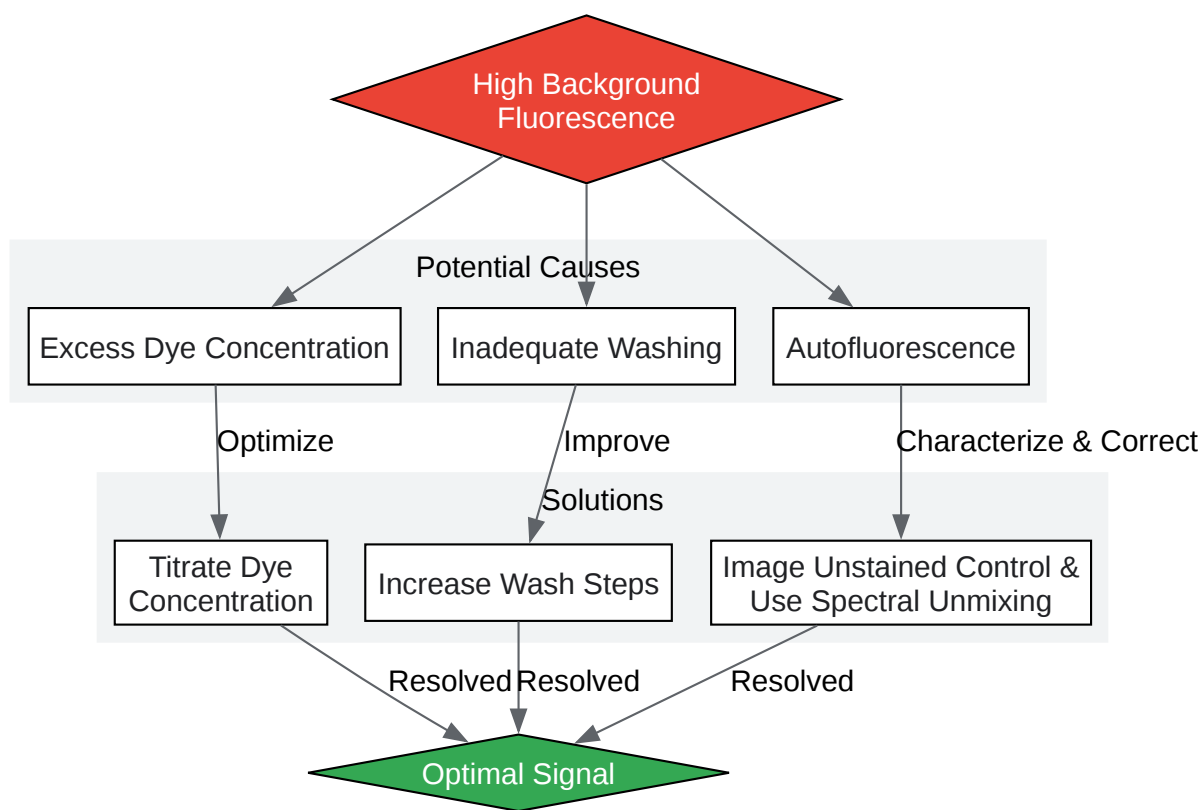 High Background
Fluorescence
Potential Causes
Excess Dye Concentration
Inadequate Washing
Autofluorescence
Optimize
Improve
Characterize & Correct
Solutions
Titrate Dye
Concentration
Increase Wash Steps
Image Unstained Control &
Use Spectral Unmixing
Resolved
Resolved
Resolved
Optimal Signal